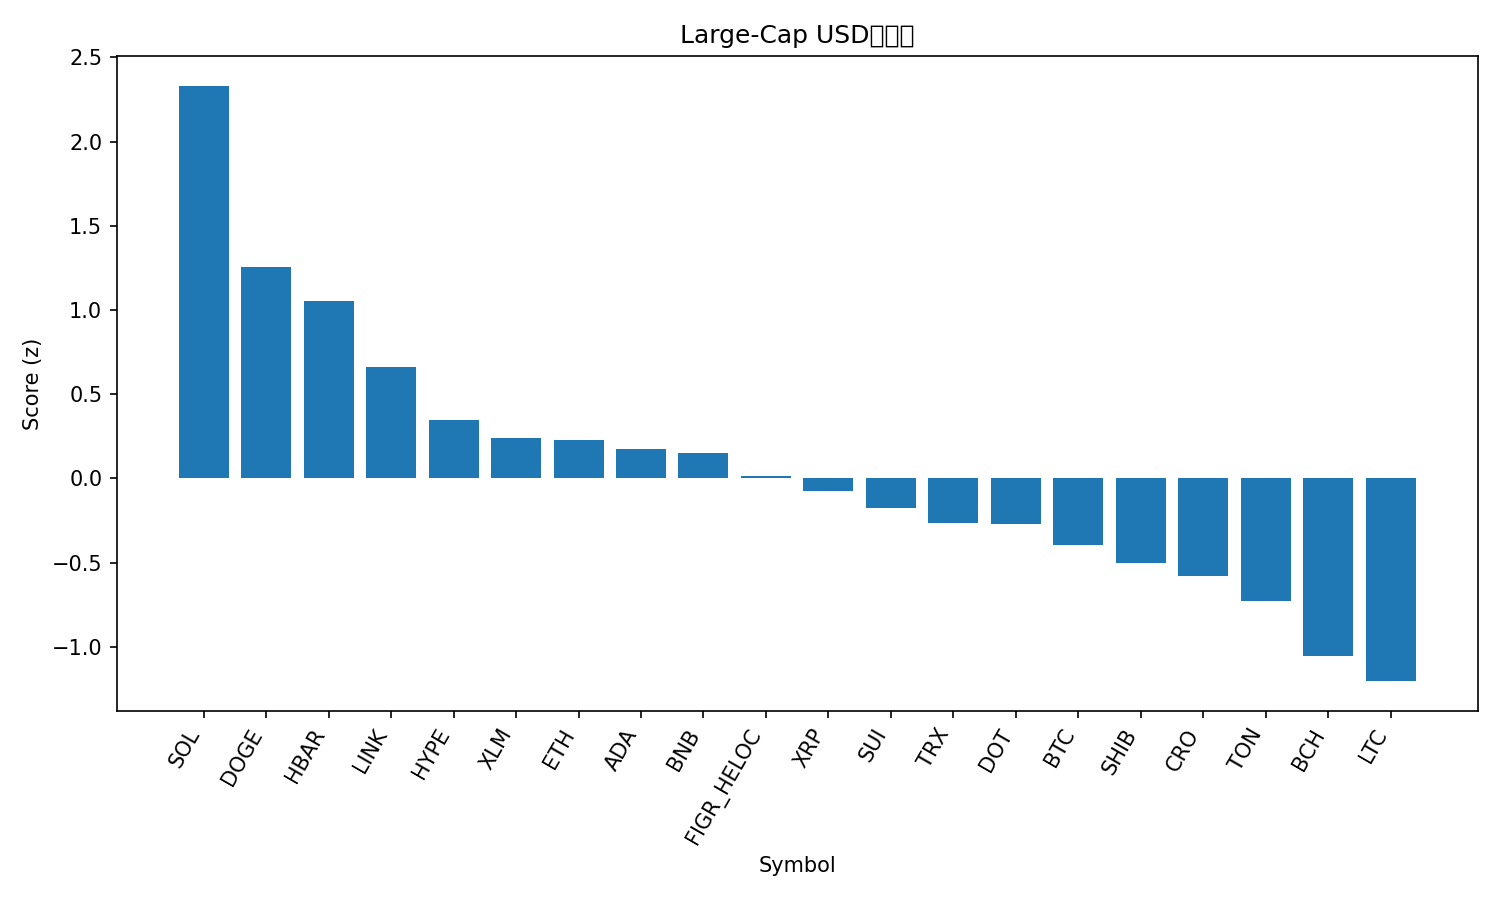 Large-Cap USD
Score (z)
2.5
2.0
1.5
1.0
0.5
0.0
−0.5
−1.0
SOL
DOGE
HBAR
LINK
HYPE
XLM
ETH
ADA
BNB
FIGR_HELOC
XRP
SUI
TRX
DOT
BTC
SHIB
CRO
TON
BCH
LTC
Symbol